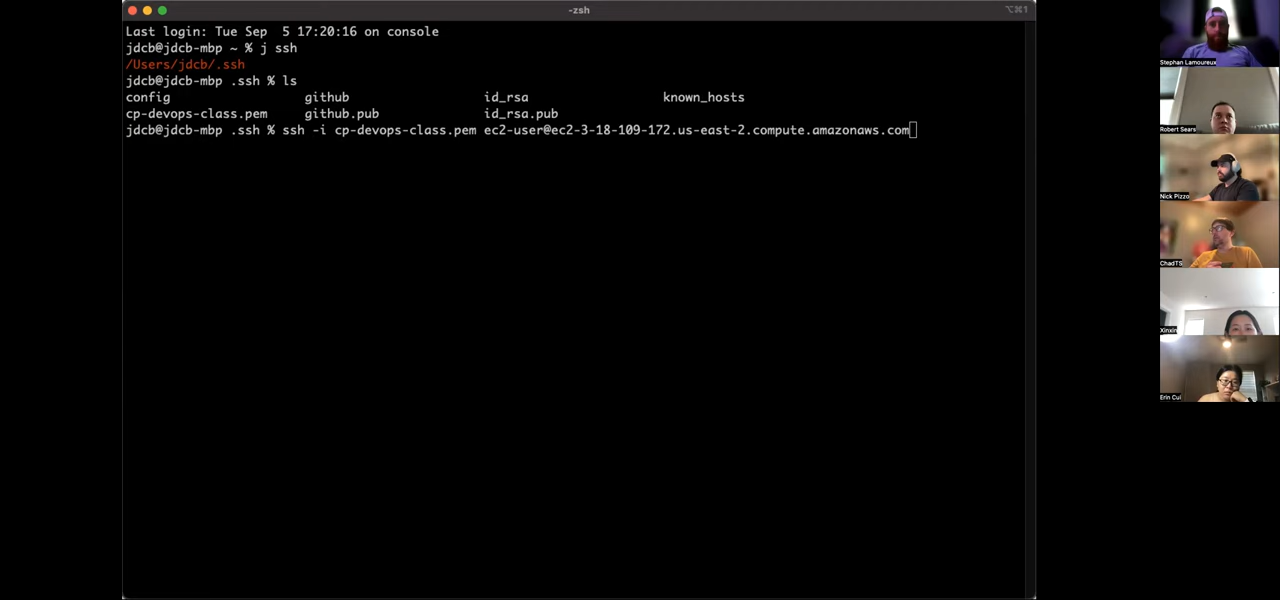 -zsh
⌥⌘1
Last login: Tue Sep  5 17:20:16 on console
jdcb@jdcb-mbp ~ % j ssh
/Users/jdcb/.ssh
jdcb@jdcb-mbp .ssh % ls
config github id_rsa known_hosts
cp-devops-class.pem github.pub id_rsa.pub
jdcb@jdcb-mbp .ssh % ssh -i cp-devops-class.pem ec2-user@ec2-3-18-109-172.us-east-2.compute.amazonaws.com
Stephan Lamoureux
Robert Sears
Nick Pizzo
ChadTS
Xinxin
Erin Cui